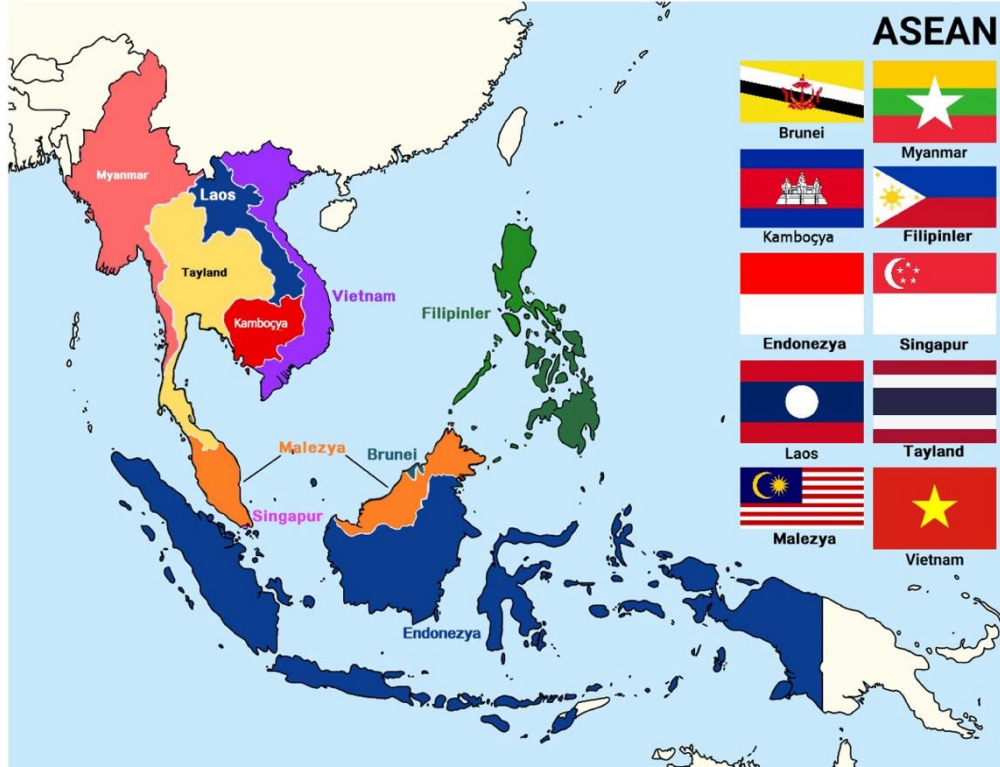 ASEAN
Brunei
Myanmar
Kamboçya
Filipinler
Endonezya
Singapur
Laos
Tayland
Malezya
Vietnam
Myanmar
Laos
Tayland
Vietnam
Kamboçya
Filipinler
Malezya
Brunei
Singapur
Endonezya